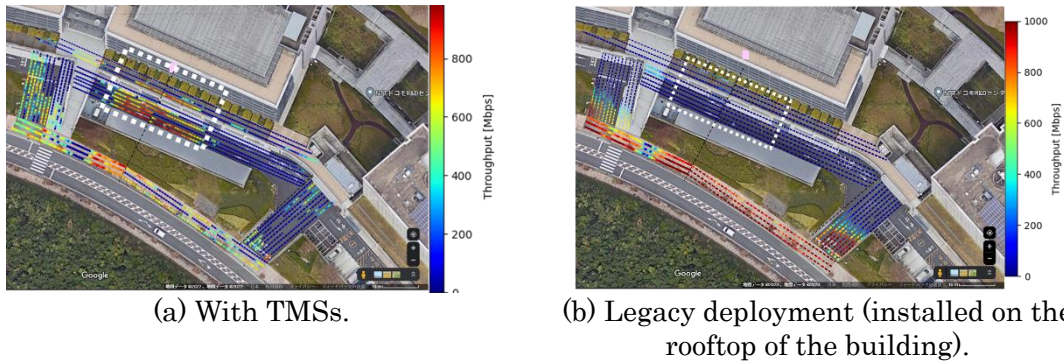 800
600
400
200
0
Throughput [Mbps]
Google
(a) With TMSs.
1000
800
600
400
200
0
Throughput [Mbps]
Google
(b) Legacy deployment (installed on the
rooftop of the building).